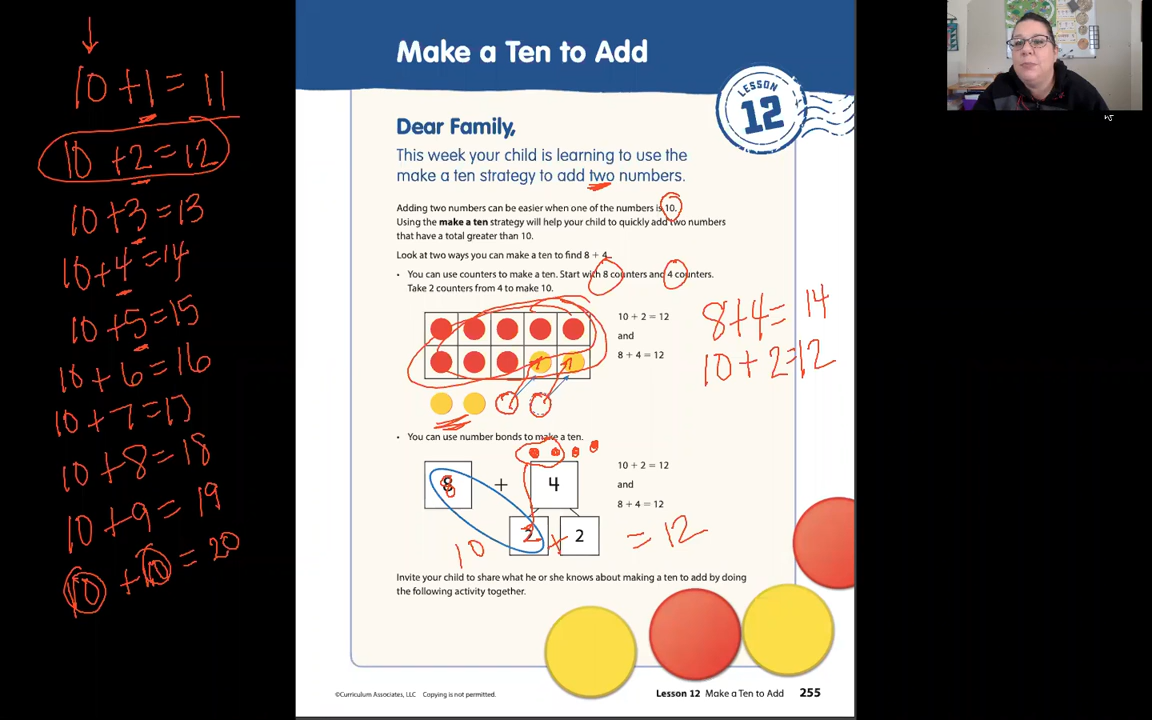 10 + 1 = 11
10 + 2 = 12
10 + 3 = 13
10 + 4 = 14
10 + 5 = 15
10 + 6 = 16
10 + 7 = 17
10 + 8 = 18
10 + 9 = 19
10 + 10 = 20
Make a Ten to Add
LESSON
12
Dear Family,
This week your child is learning to use the
make a ten strategy to add two numbers.
Adding two numbers can be easier when one of the numbers is 10.
Using the make a ten strategy will help your child to quickly add two numbers
that have a total greater than 10.
Look at two ways you can make a ten to find 8 + 4.
• You can use counters to make a ten. Start with 8 counters and 4 counters.
Take 2 counters from 4 to make 10.
10 + 2 = 12
and
8 + 4 = 12
8+4= 14
10 + 2=12
• You can use number bonds to make a ten.
8 + 4
2 + 2 = 12
10
10 + 2 = 12
and
8 + 4 = 12
Invite your child to share what he or she knows about making a ten to add by doing
the following activity together.
©Curriculum Associates, LLC Copying is not permitted.
Lesson 12 Make a Ten to Add 255